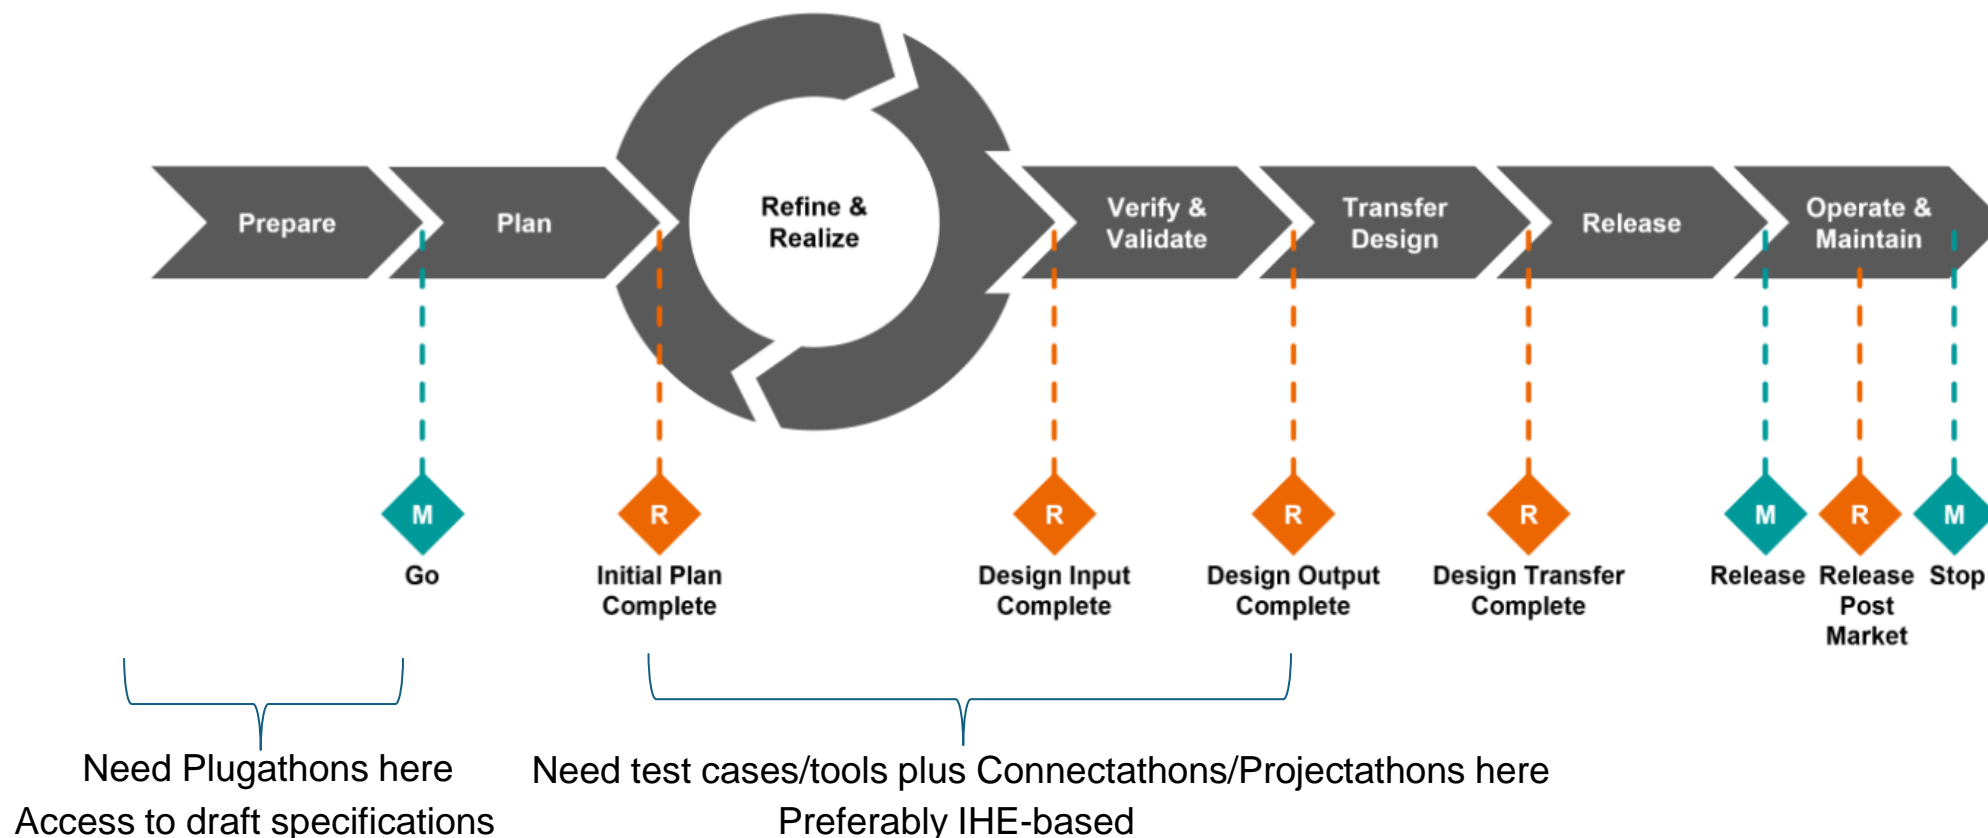 Prepare
Plan
Refine &
Realize
Verify &
Validate
Transfer
Design
Release
Operate &
Maintain
M
R
R
R
R
M
R
M
Go
Initial Plan
Complete
Design Input
Complete
Design Output
Complete
Design Transfer
Complete
Release
Release
Post
Market
Stop
Need Plugathons here
Access to draft specifications
Need test cases/tools plus Connectathons/Projectathons here
Preferably IHE-based